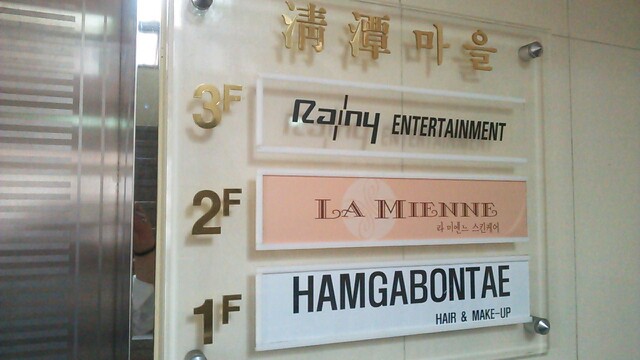 淸潭마을
3F Rainy ENTERTAINMENT
2F LA MIENNE
라 미엔느 스킨케어
1F HAMGABONTAE
HAIR & MAKE-UP